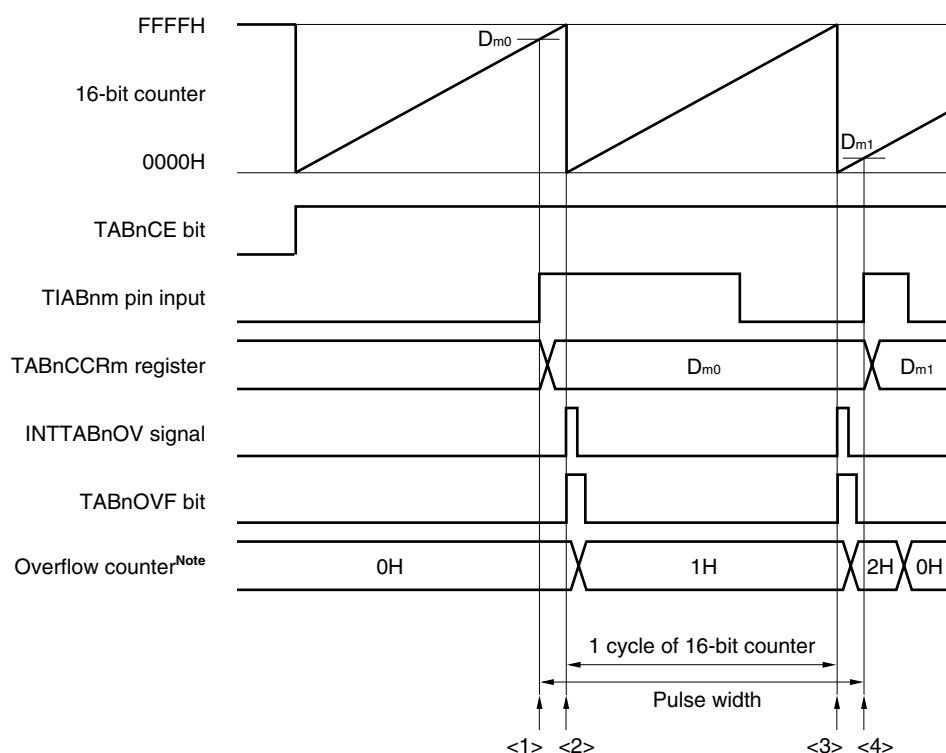 FFFFH
Dm0
16-bit counter
0000H
Dm1
TABnCE bit
TIABnm pin input
TABnCCRm register
Dm0
Dm1
INTTABnOV signal
TABnOVF bit
Overflow counterNote
0H
1H
2H
0H
1 cycle of 16-bit counter
Pulse width
<1> <2> <3> <4>